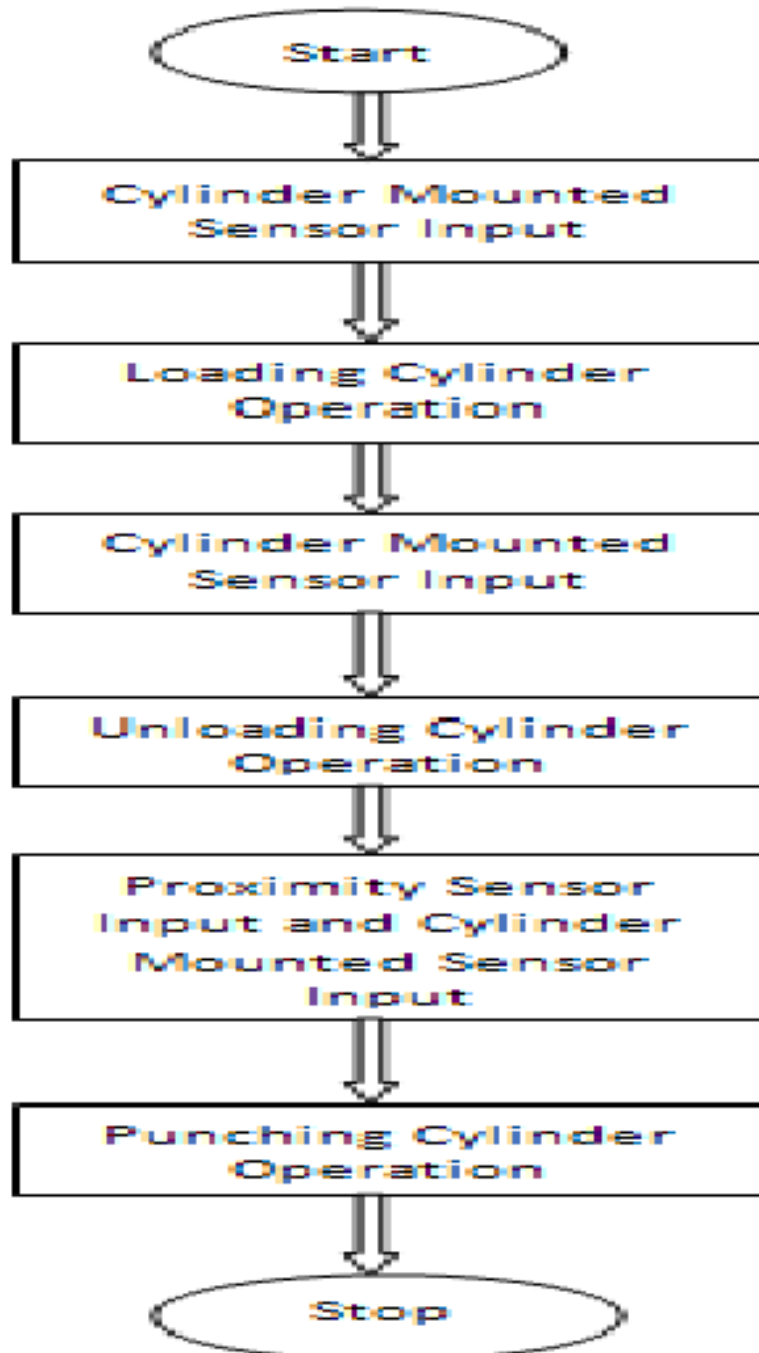 Start
Cylinder Mounted
Sensor Input
Loading Cylinder
Operation
Cylinder Mounted
Sensor Input
Unloading Cylinder
Operation
Proximity Sensor
Input and Cylinder
Mounted Sensor
Input
Punching Cylinder
Operation
Stop